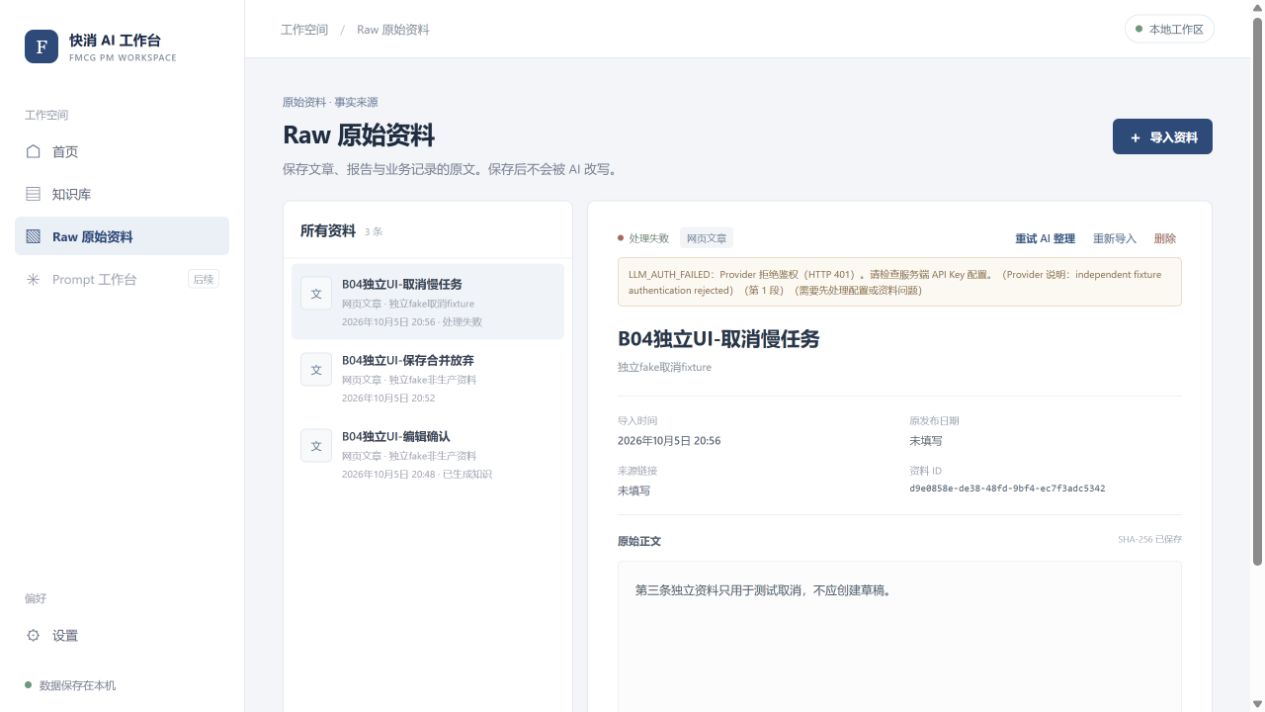 F
快消 AI 工作台
FMCG PM WORKSPACE
工作空间
首页
知识库
Raw 原始资料
Prompt 工作台
后续
偏好
设置
数据保存在本机
工作空间 / Raw 原始资料
本地工作区
原始资料 · 事实来源
Raw 原始资料
保存文章、报告与业务记录的原文。保存后不会被 AI 改写。
+ 导入资料
所有资料 3 条
文
B04独立UI-取消慢任务
网页文章 · 独立fake取消fixture
2026年10月5日 20:56 · 处理失败
文
B04独立UI-保存合并放弃
网页文章 · 独立fake非生产资料
2026年10月5日 20:52
文
B04独立UI-编辑确认
网页文章 · 独立fake非生产资料
2026年10月5日 20:48 · 已生成知识
处理失败
网页文章
重试 AI 整理
重新导入
删除
LLM_AUTH_FAILED：Provider 拒绝鉴权（HTTP 401）。请检查服务端 API Key 配置。（Provider 说明：independent fixture
authentication rejected）（第 1 段）（需要先处理配置或资料问题）
B04独立UI-取消慢任务
独立fake取消fixture
导入时间
2026年10月5日 20:56
原发布日期
未填写
来源链接
未填写
资料 ID
d9e0858e-de38-48fd-9bf4-ec7f3adc5342
原始正文
SHA-256 已保存
第三条独立资料只用于测试取消，不应创建草稿。